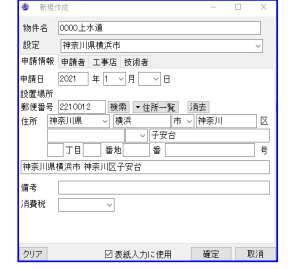 新規作成
物件名 0000上水道
設定 神奈川県横浜市
申請情報 申請者 工事店 技術者
申請日 2021 年 1 月 日
設置場所
郵便番号 2210012 検索 ▼住所一覧 消去
住所 神奈川県 横浜 市 神奈川 区
子安台
丁目 番地 番 号
神奈川県横浜市 神奈川区子安台
備考
消費税
クリア ☑表紙入力に使用 確定 取消